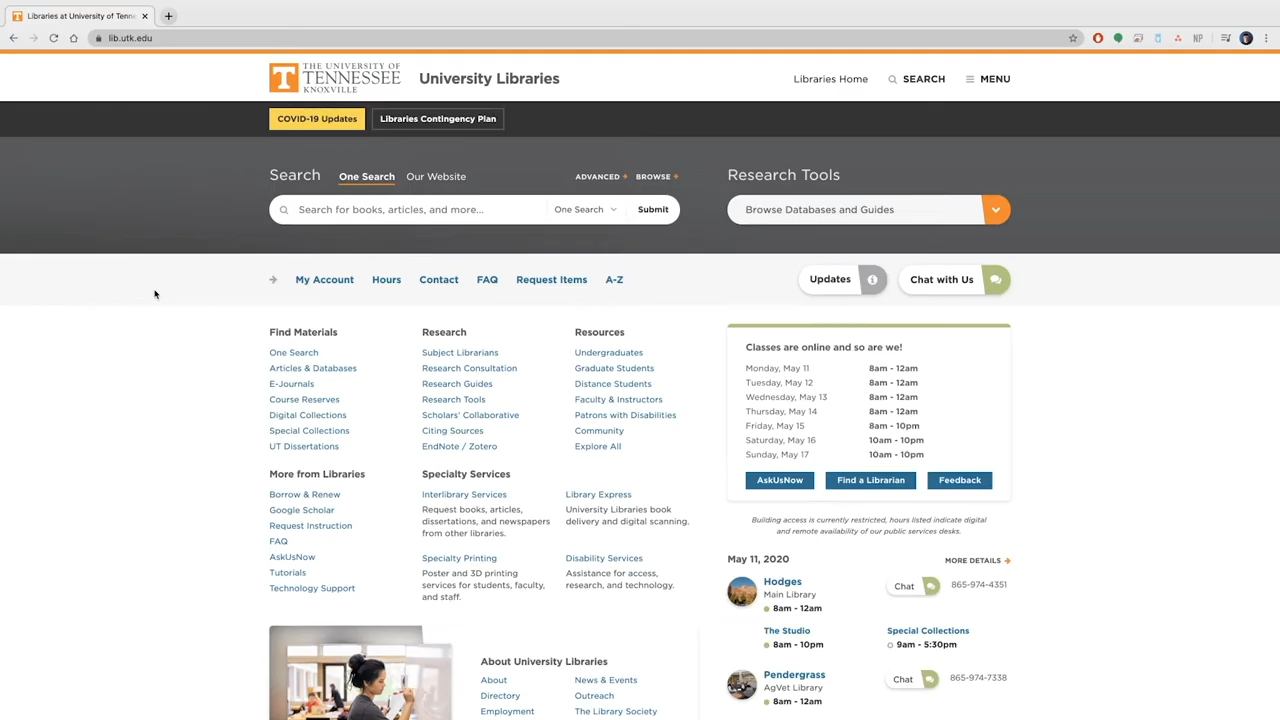 Libraries at University of Tenne
lib.utk.edu
NP
THE UNIVERSITY OF
TENNESSEE
KNOXVILLE
University Libraries
Libraries Home
SEARCH
MENU
COVID-19 Updates
Libraries Contingency Plan
Search
One Search
Our Website
ADVANCED +
BROWSE +
Research Tools
Search for books, articles, and more...
One Search
Submit
Browse Databases and Guides
My Account
Hours
Contact
FAQ
Request Items
A-Z
Updates
Chat with Us
Find Materials
One Search
Articles & Databases
E-Journals
Course Reserves
Digital Collections
Special Collections
UT Dissertations
Research
Subject Librarians
Research Consultation
Research Guides
Research Tools
Scholars' Collaborative
Citing Sources
EndNote / Zotero
Resources
Undergraduates
Graduate Students
Distance Students
Faculty & Instructors
Patrons with Disabilities
Community
Explore All
More from Libraries
Borrow & Renew
Google Scholar
Request Instruction
FAQ
AskUsNow
Tutorials
Technology Support
Specialty Services
Interlibrary Services
Request books, articles,
dissertations, and newspapers
from other libraries.
Library Express
University Libraries book
delivery and digital scanning.
Specialty Printing
Poster and 3D printing
services for students, faculty,
and staff.
Disability Services
Assistance for access,
research, and technology.
Classes are online and so are we!
Monday, May 11 8am - 12am
Tuesday, May 12 8am - 12am
Wednesday, May 13 8am - 12am
Thursday, May 14 8am - 12am
Friday, May 15 8am - 10pm
Saturday, May 16 10am - 10pm
Sunday, May 17 10am - 10pm
AskUsNow
Find a Librarian
Feedback
Building access is currently restricted, hours listed indicate digital
and remote availability of our public services desks.
May 11, 2020
MORE DETAILS
Hodges
Main Library
8am - 12am
Chat
865-974-4351
The Studio
8am - 10pm
Special Collections
9am - 5:30pm
Pendergrass
AgVet Library
8am - 12am
Chat
865-974-7338
About University Libraries
About
Directory
Employment
News & Events
Outreach
The Library Society